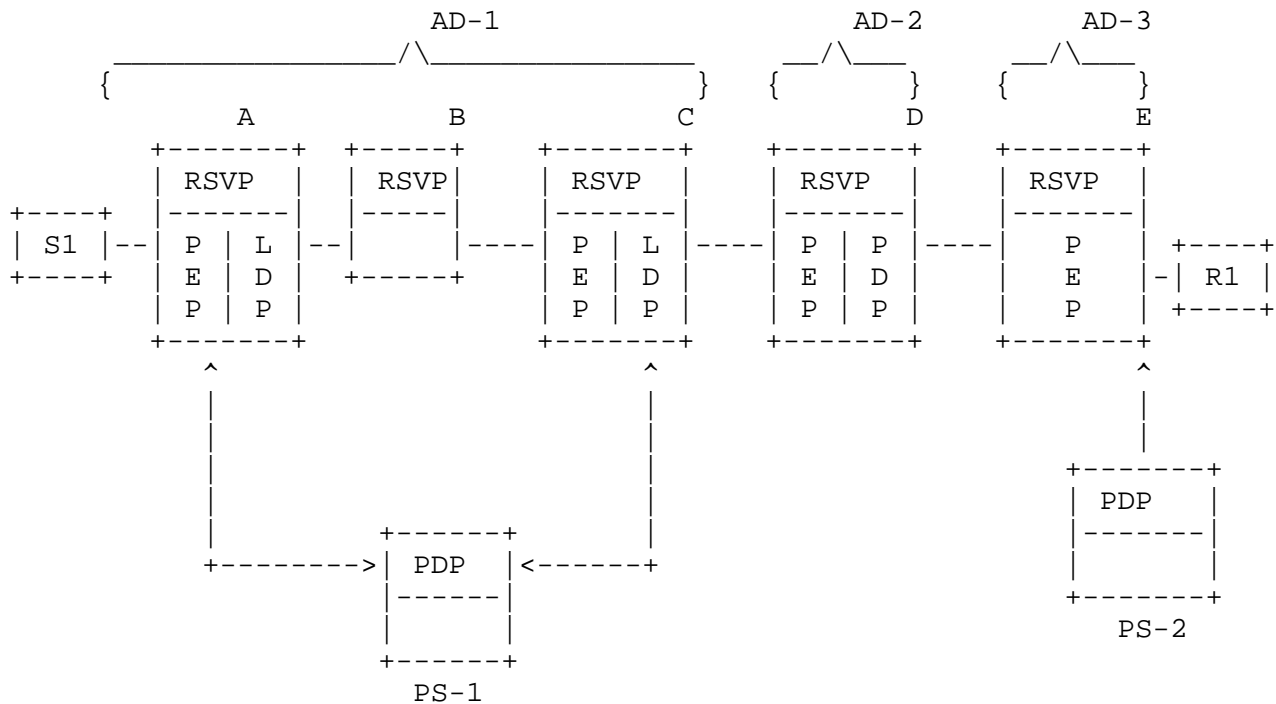 AD-1 AD-2 AD-3
A B C D E
RSVP RSVP RSVP RSVP RSVP
S1 P L P L P P P
E D E D E D E R1
P P P P P P P
PDP
PDP
PS-2
PS-1